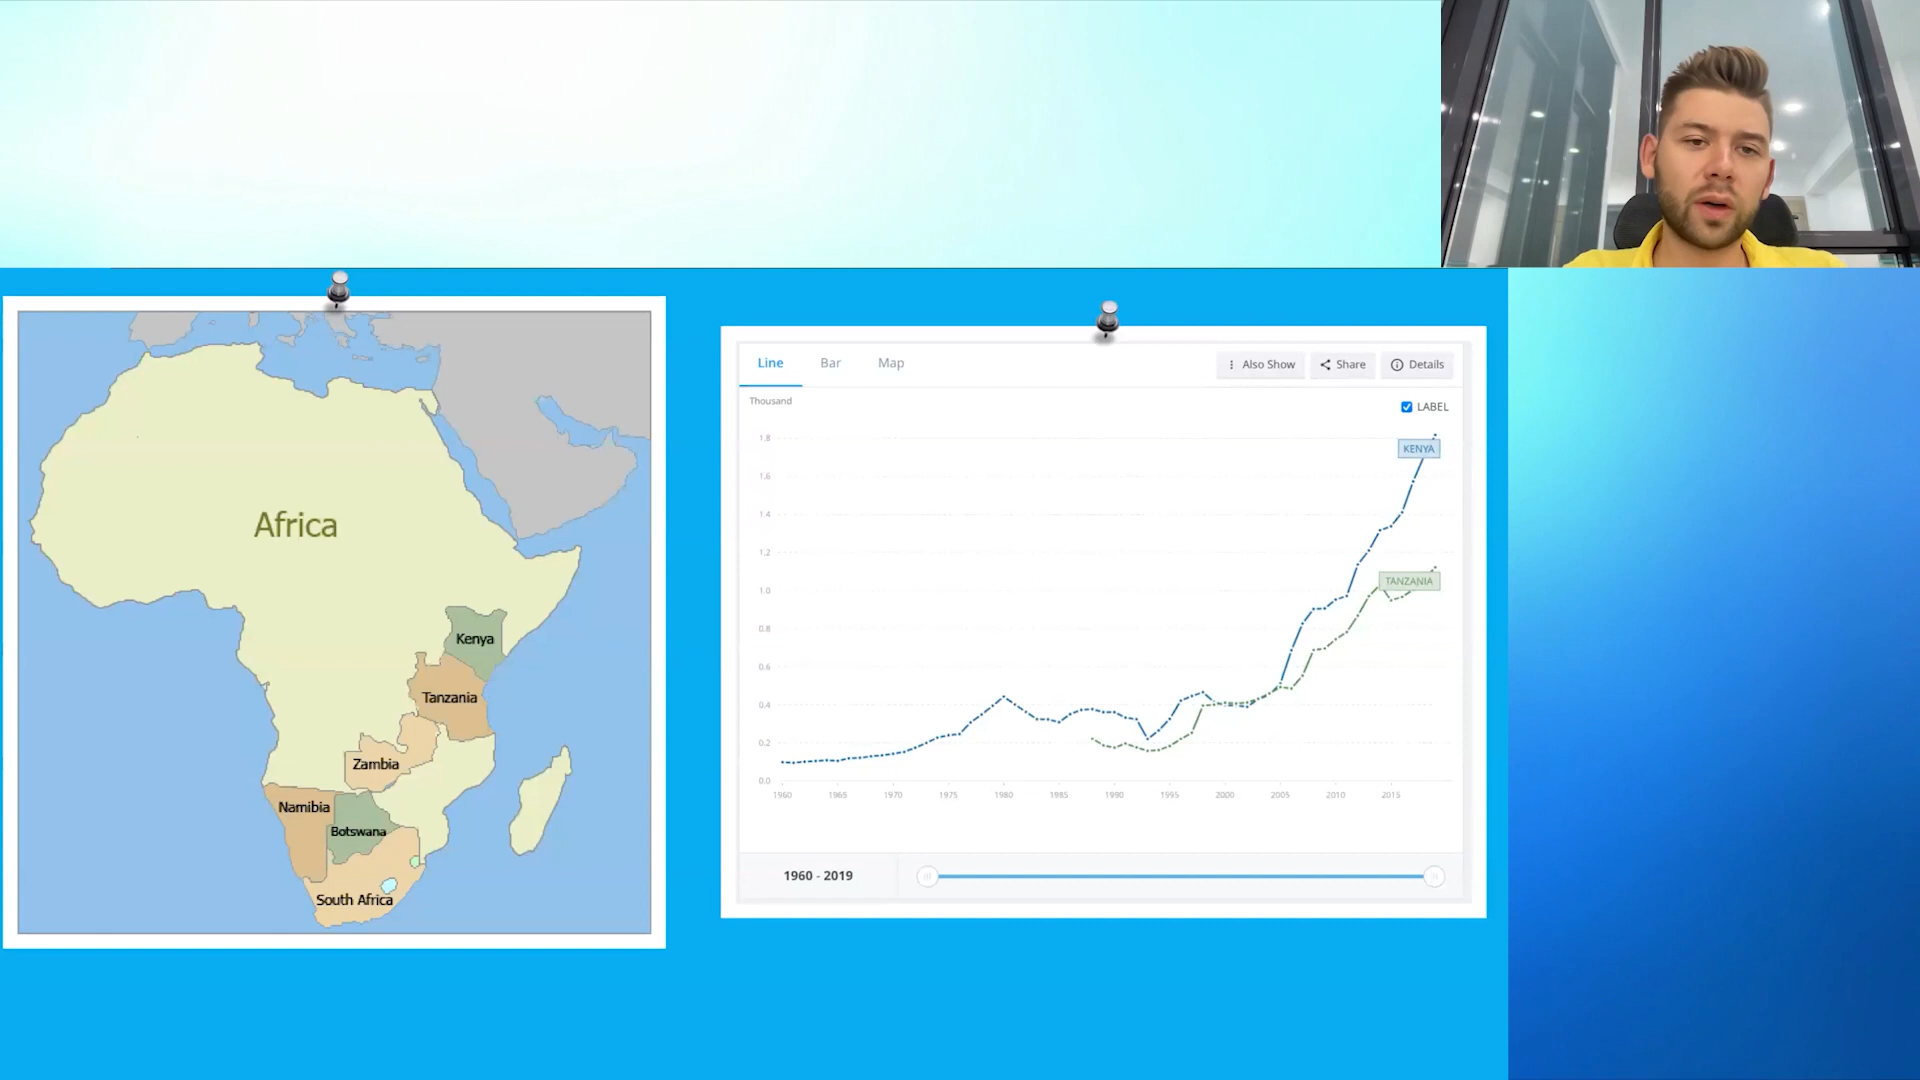 Africa
Kenya
Tanzania
Zambia
Namibia
Botswana
South Africa
Line Bar Map
Also Show Share Details
Thousand
LABEL
1.8
1.6
1.4
1.2
1.0
0.8
0.6
0.4
0.2
0.0
KENYA
TANZANIA
1960 1965 1970 1975 1980 1985 1990 1995 2000 2005 2010 2015
1960 - 2019